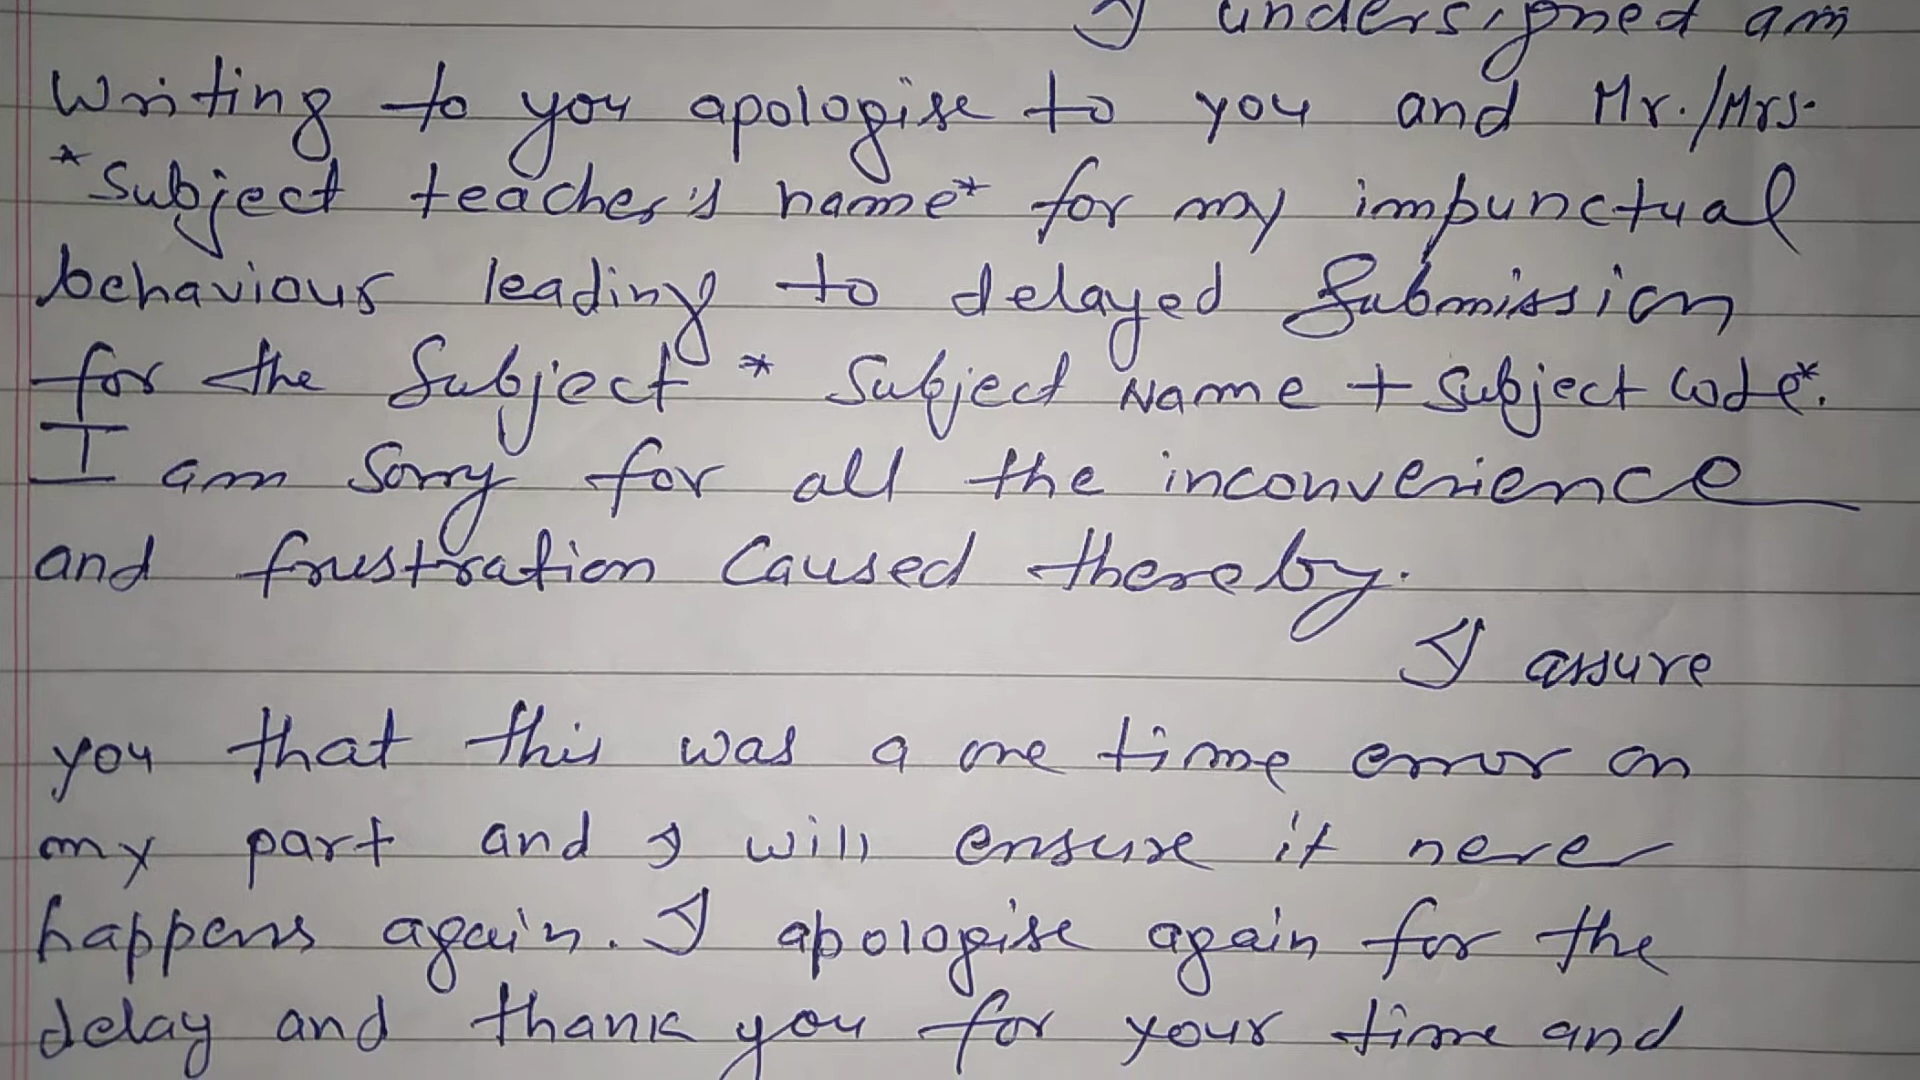 I undersigned am
Writing to you apologise to you and Mr./Mrs.
*Subject teacher's name* for my impunctual
behaviour leading to delayed Submission
for the Subject * Subject Name + Subject code*.
I am Sorry for all the inconvenience
and frustration Caused thereby.
I assure
you that this was a one time error on
my part and I will ensure it never
happens again. I apologise again for the
delay and thank you for your time and